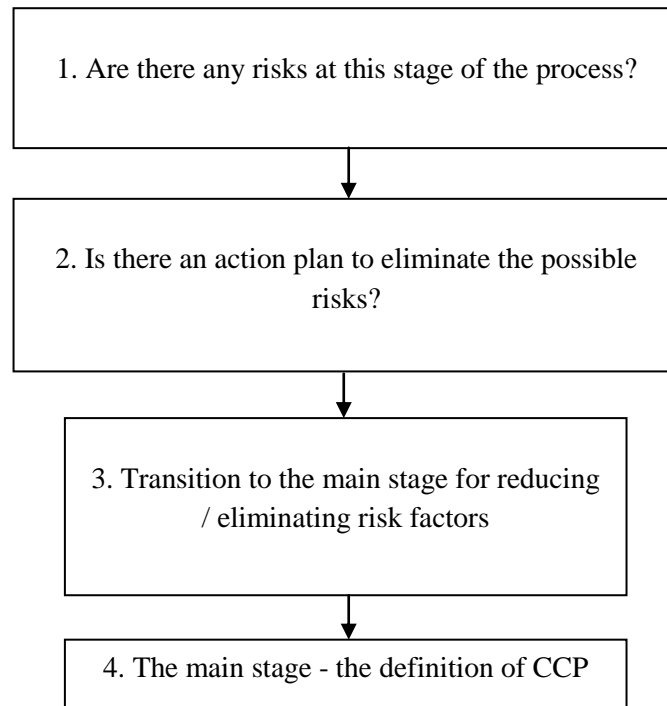 1. Are there any risks at this stage of the process?
2. Is there an action plan to eliminate the possible
risks?
3. Transition to the main stage for reducing
/ eliminating risk factors
4. The main stage - the definition of CCP